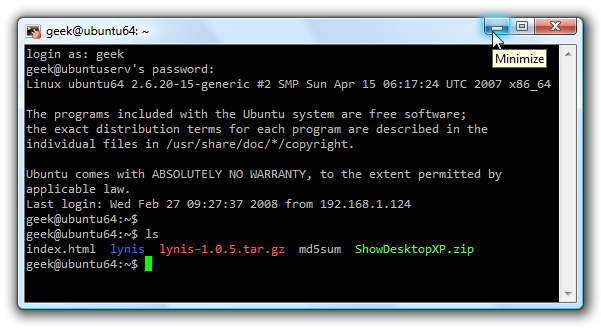 geek@ubuntu64: ~
Minimize
login as: geek
geek@ubuntuserv's password:
Linux ubuntu64 2.6.20-15-generic #2 SMP Sun Apr 15 06:17:24 UTC 2007 x86_64
The programs included with the Ubuntu system are free software;
the exact distribution terms for each program are described in the
individual files in /usr/share/doc/*/copyright.
Ubuntu comes with ABSOLUTELY NO WARRANTY, to the extent permitted by
applicable law.
Last login: Wed Feb 27 09:27:37 2008 from 192.168.1.124
geek@ubuntu64:~$
geek@ubuntu64:~$ ls
index.html lynis lynis-1.0.5.tar.gz md5sum ShowDesktopXP.zip
geek@ubuntu64:~$